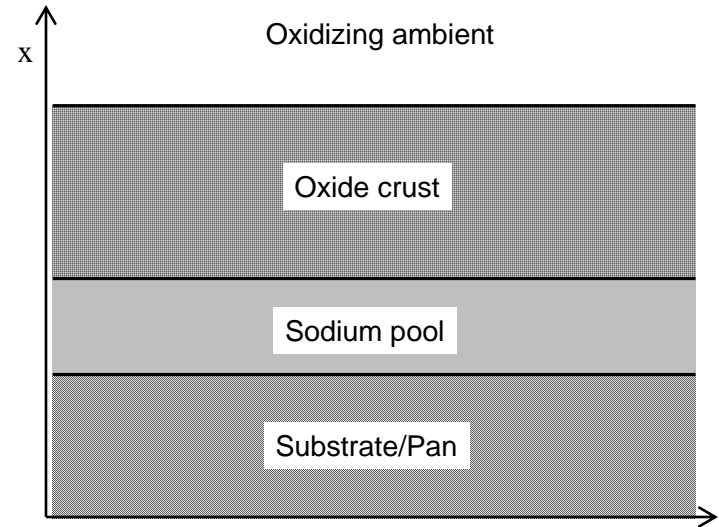 Oxidizing ambient
x
Oxide crust
Sodium pool
Substrate/Pan